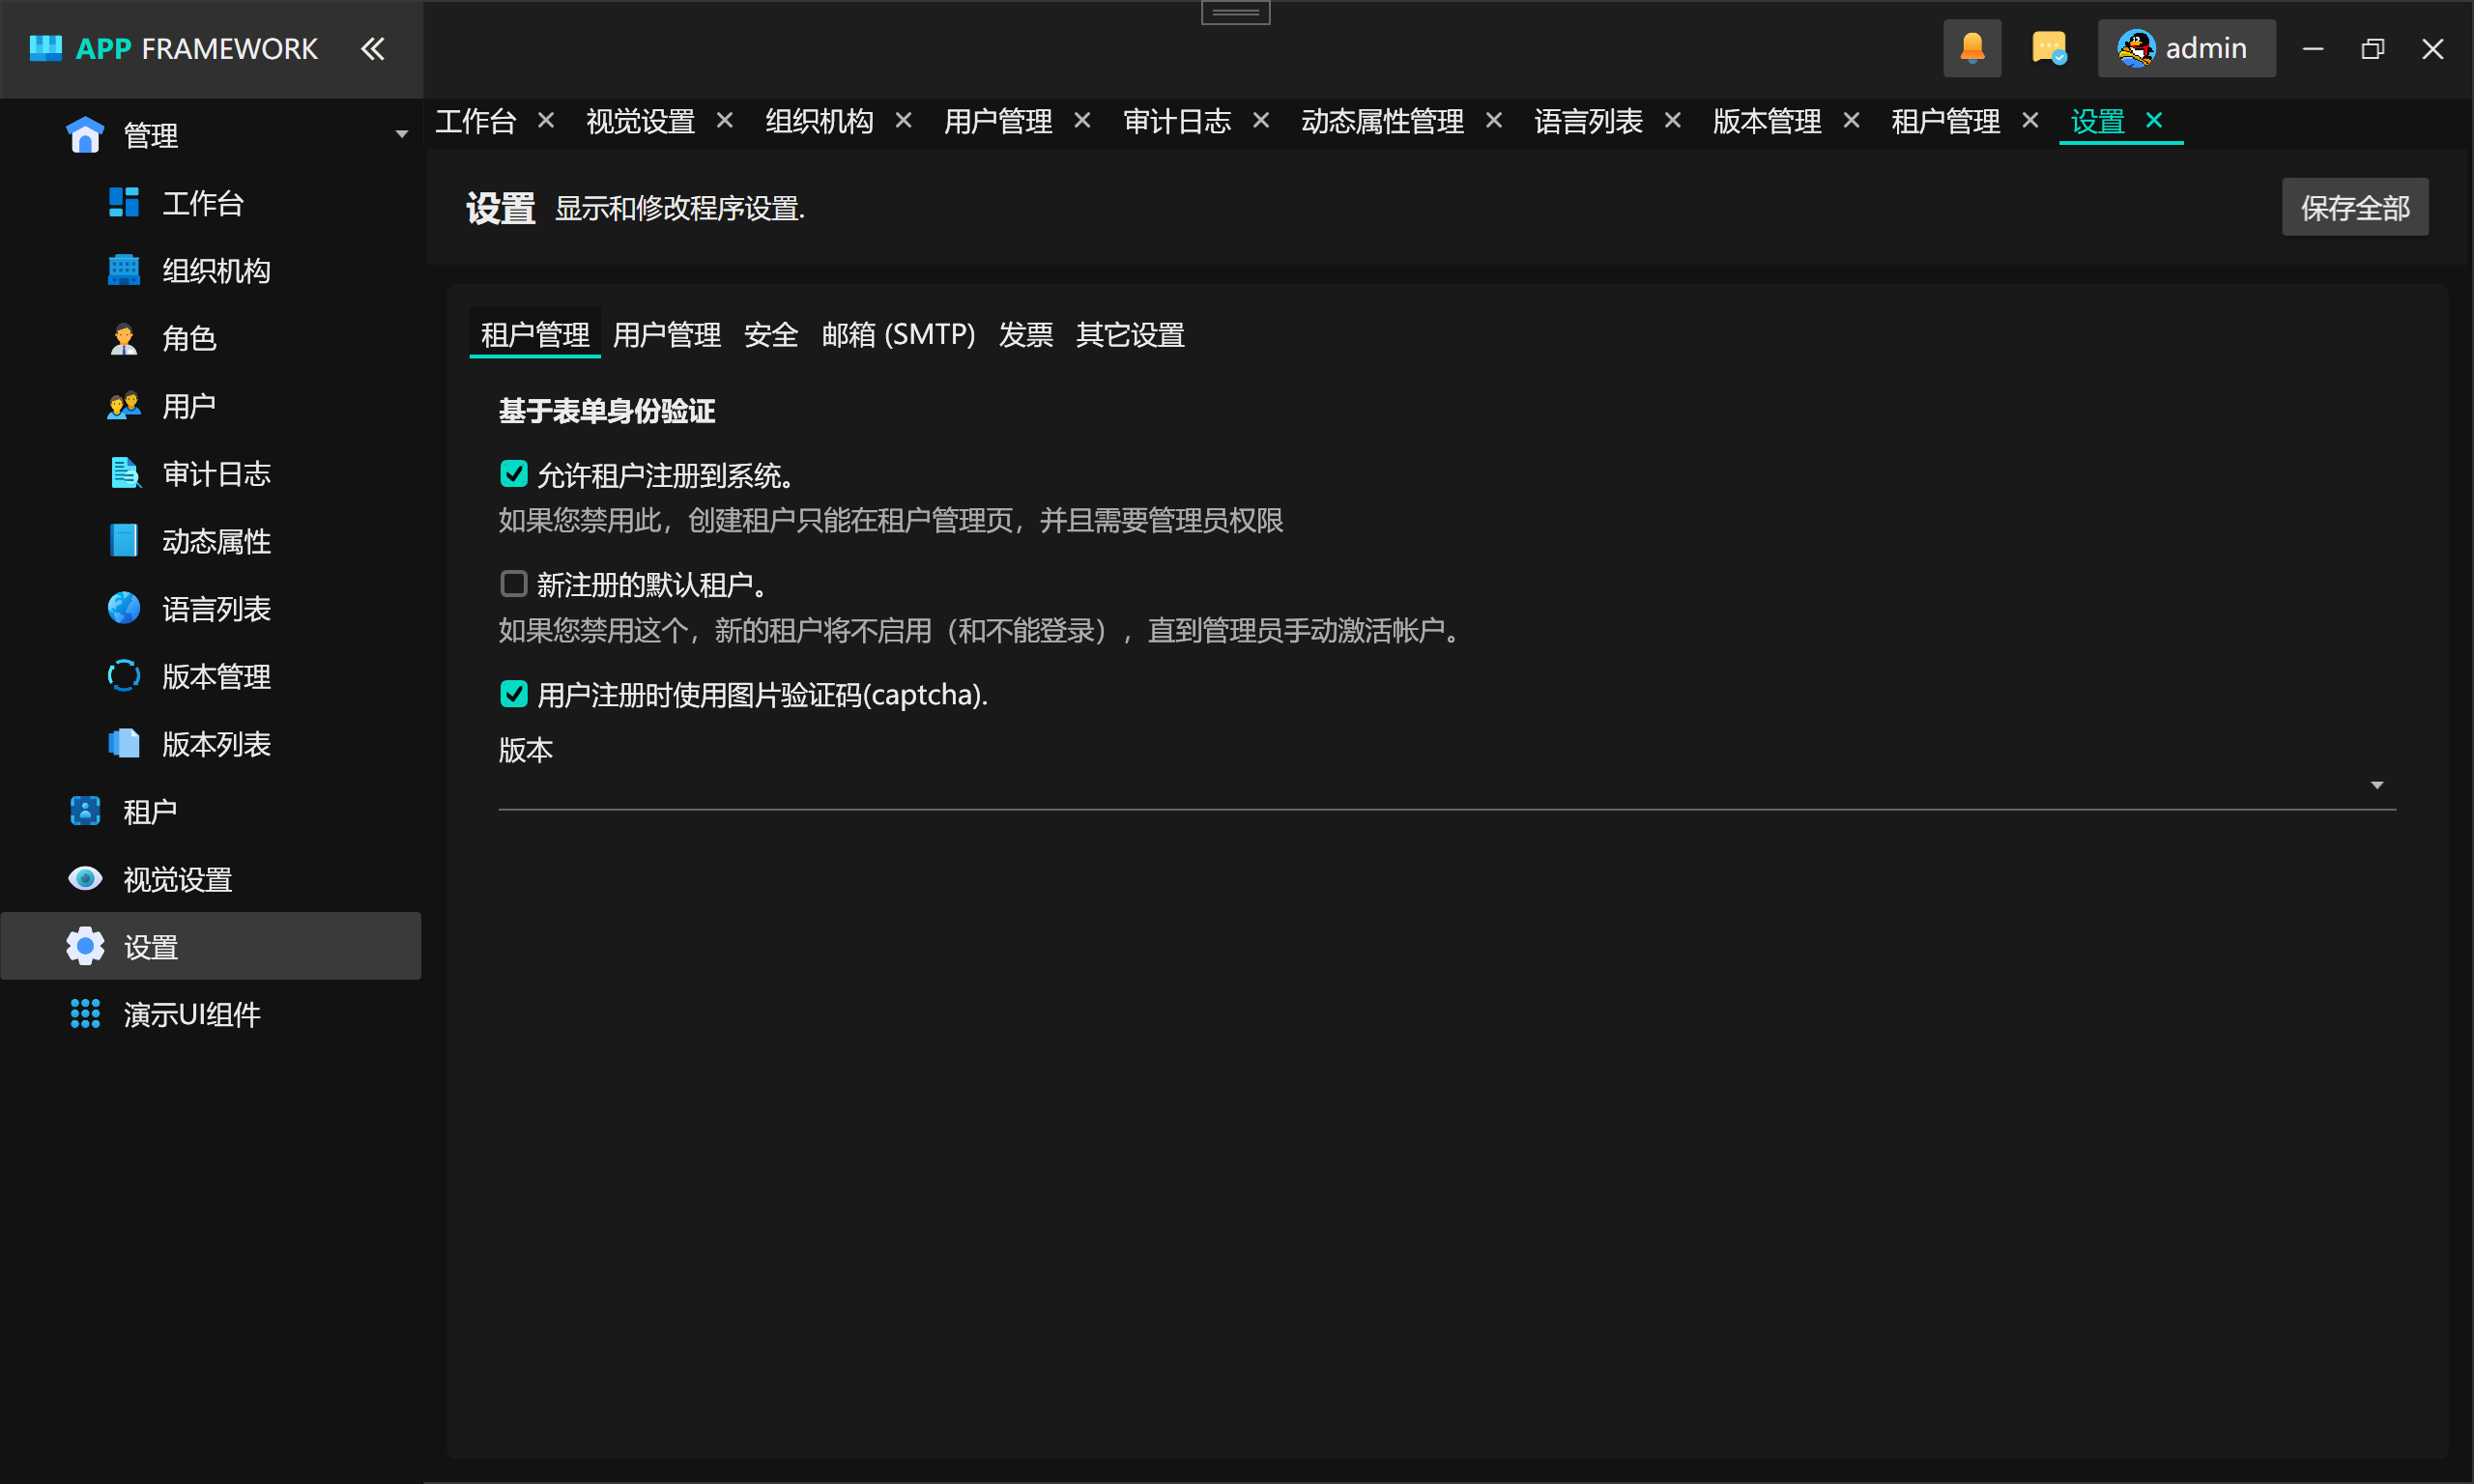 APP FRAMEWORK
admin
管理
工作台
组织机构
角色
用户
审计日志
动态属性
语言列表
版本管理
版本列表
租户
视觉设置
设置
演示UI组件
工作台 视觉设置 组织机构 用户管理 审计日志 动态属性管理 语言列表 版本管理 租户管理 设置
设置 显示和修改程序设置.
保存全部
租户管理 用户管理 安全 邮箱 (SMTP) 发票 其它设置
基于表单身份验证
允许租户注册到系统。
如果您禁用此，创建租户只能在租户管理页，并且需要管理员权限
新注册的默认租户。
如果您禁用这个，新的租户将不启用（和不能登录），直到管理员手动激活帐户。
用户注册时使用图片验证码(captcha).
版本